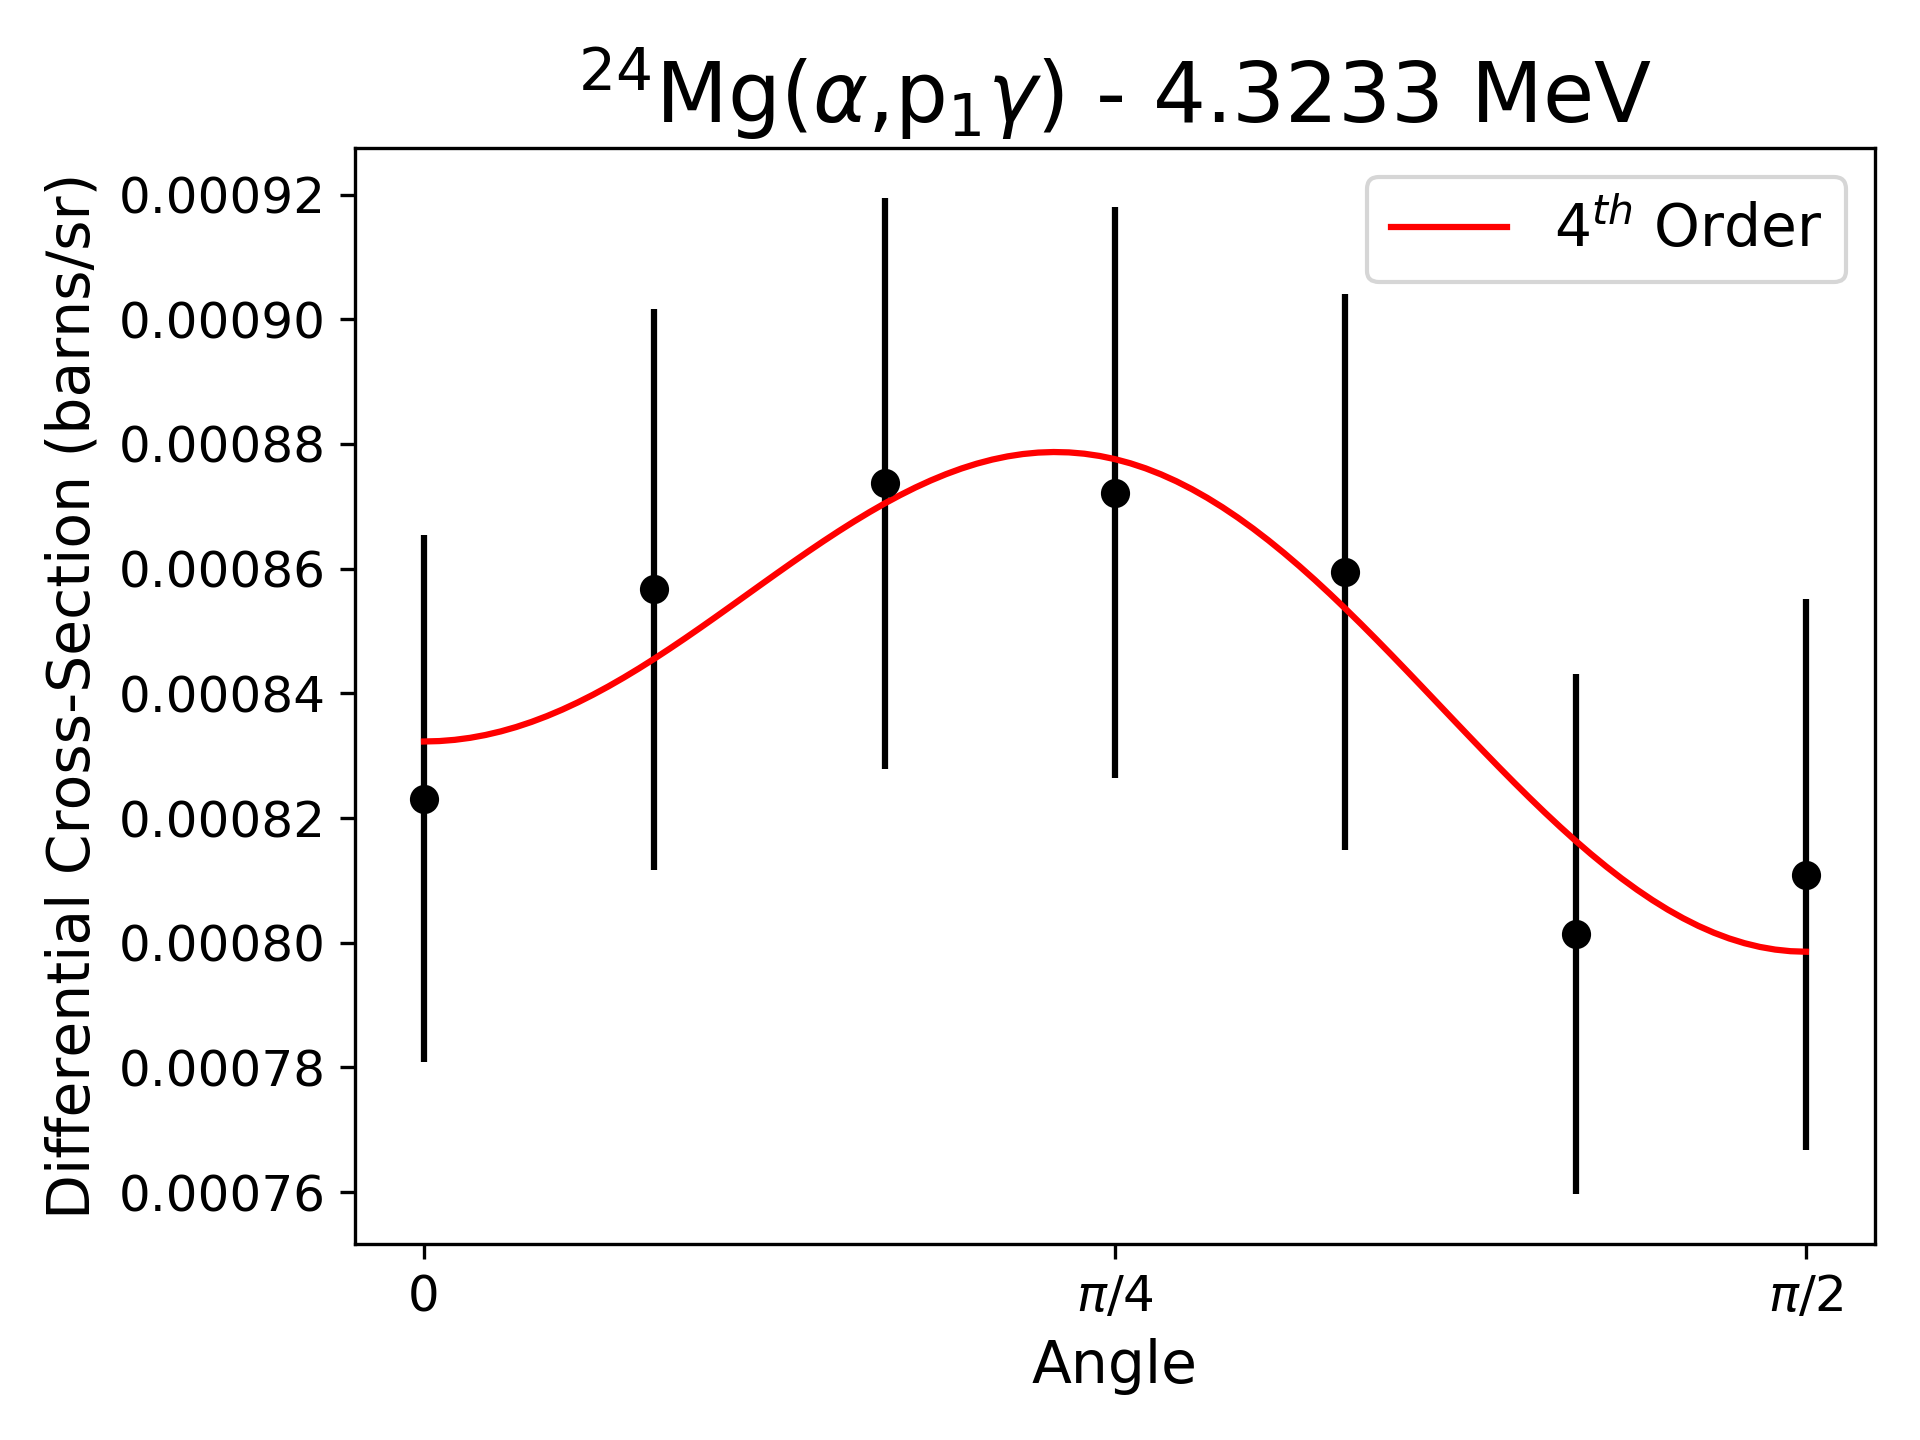 ²⁴Mg(α,p₁γ) - 4.3233 MeV
4ᵗʰ Order
Differential Cross-Section (barns/sr)
0.00092
0.00090
0.00088
0.00086
0.00084
0.00082
0.00080
0.00078
0.00076
0 π/4 π/2
Angle